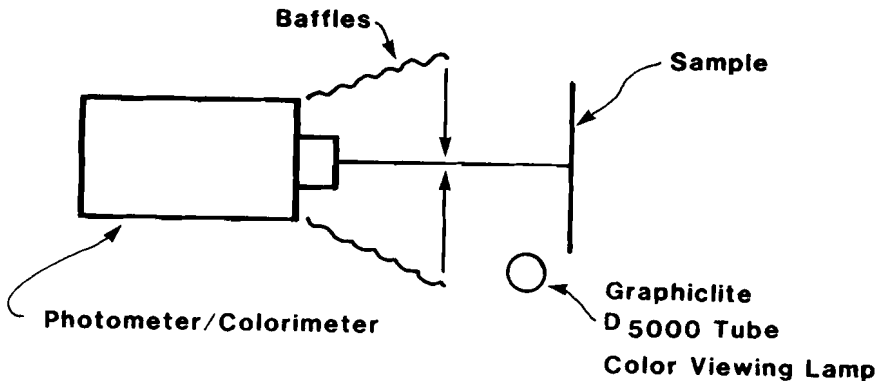 Baffles
Sample
Photometer/Colorimeter
Graphiclite
D 5000 Tube
Color Viewing Lamp